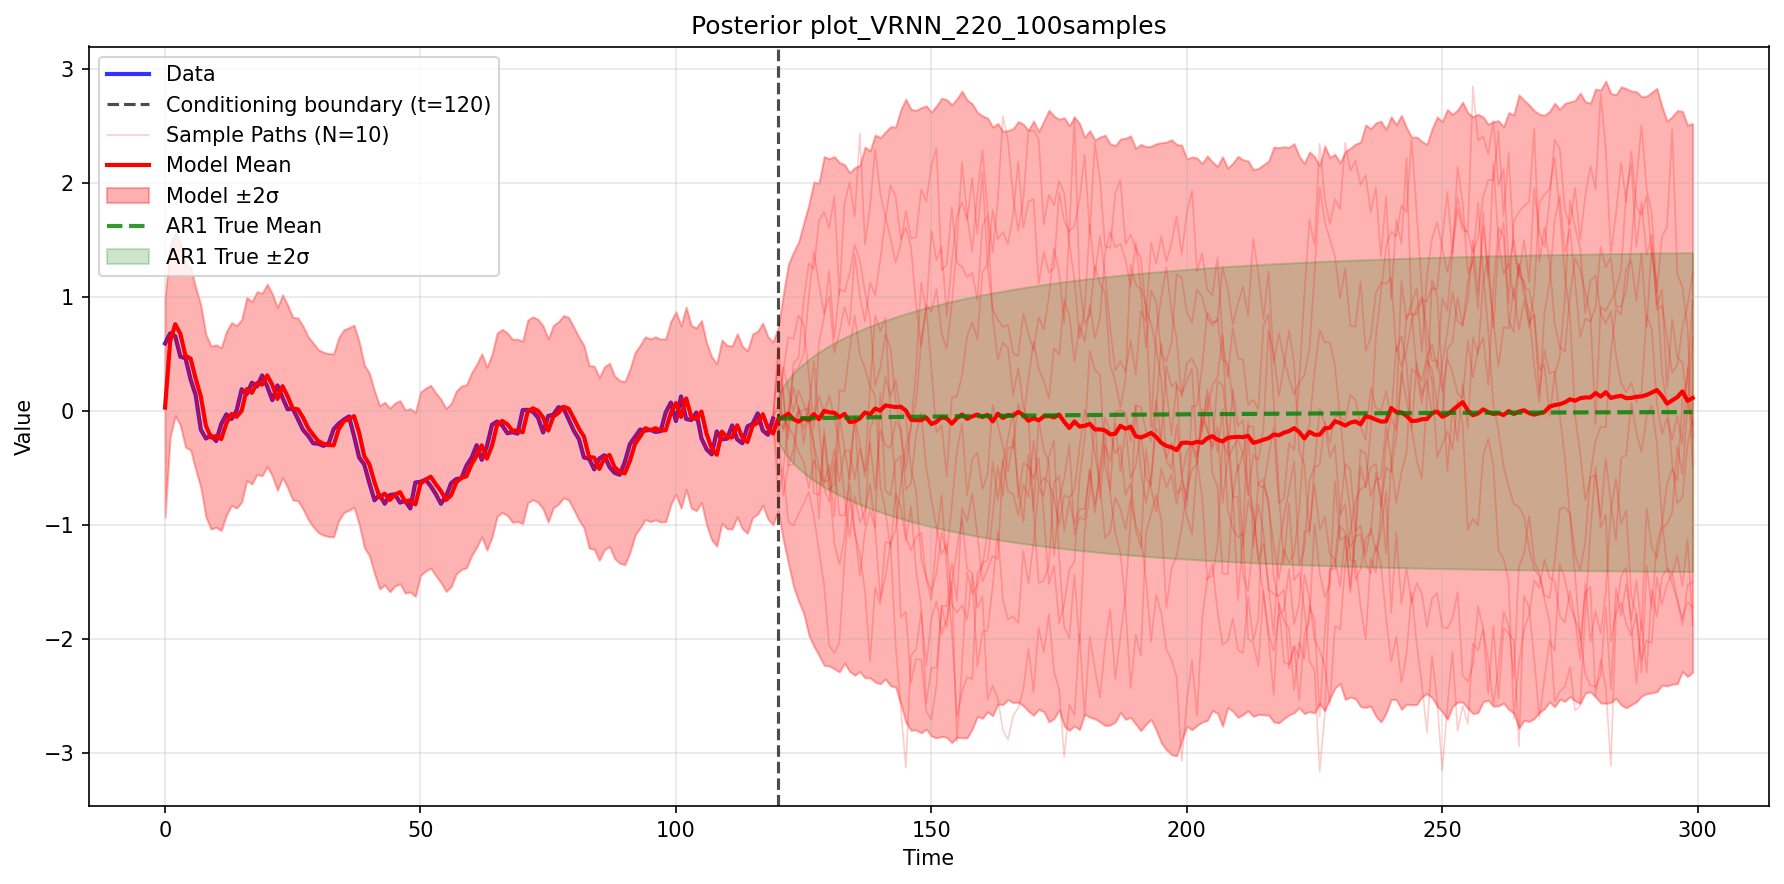 Posterior plot_VRNN_220_100samples
Data
Conditioning boundary (t=120)
Sample Paths (N=10)
Model Mean
Model ±2σ
AR1 True Mean
AR1 True ±2σ
Value
3
2
1
0
−1
−2
−3
0 50 100 150 200 250 300
Time